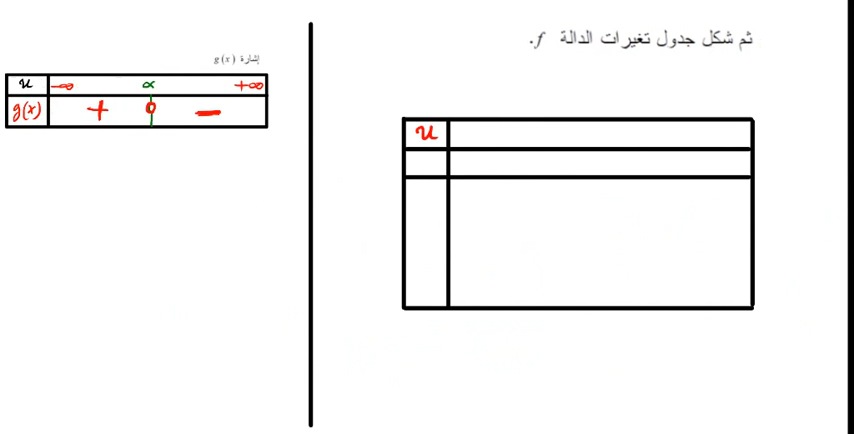 ثم شكل جدول تغيرات الدالة f.
إشارة g(x)
x -∞ α +∞
g(x) + 0 -
x